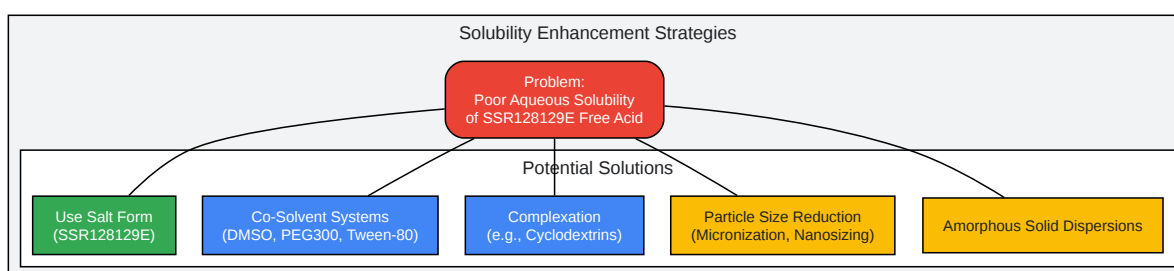 Solubility Enhancement Strategies
Problem:
Poor Aqueous Solubility
of SSR128129E Free Acid
Potential Solutions
Use Salt Form
(SSR128129E)
Co-Solvent Systems
(DMSO, PEG300, Tween-80)
Complexation
(e.g., Cyclodextrins)
Particle Size Reduction
(Micronization, Nanosizing)
Amorphous Solid Dispersions